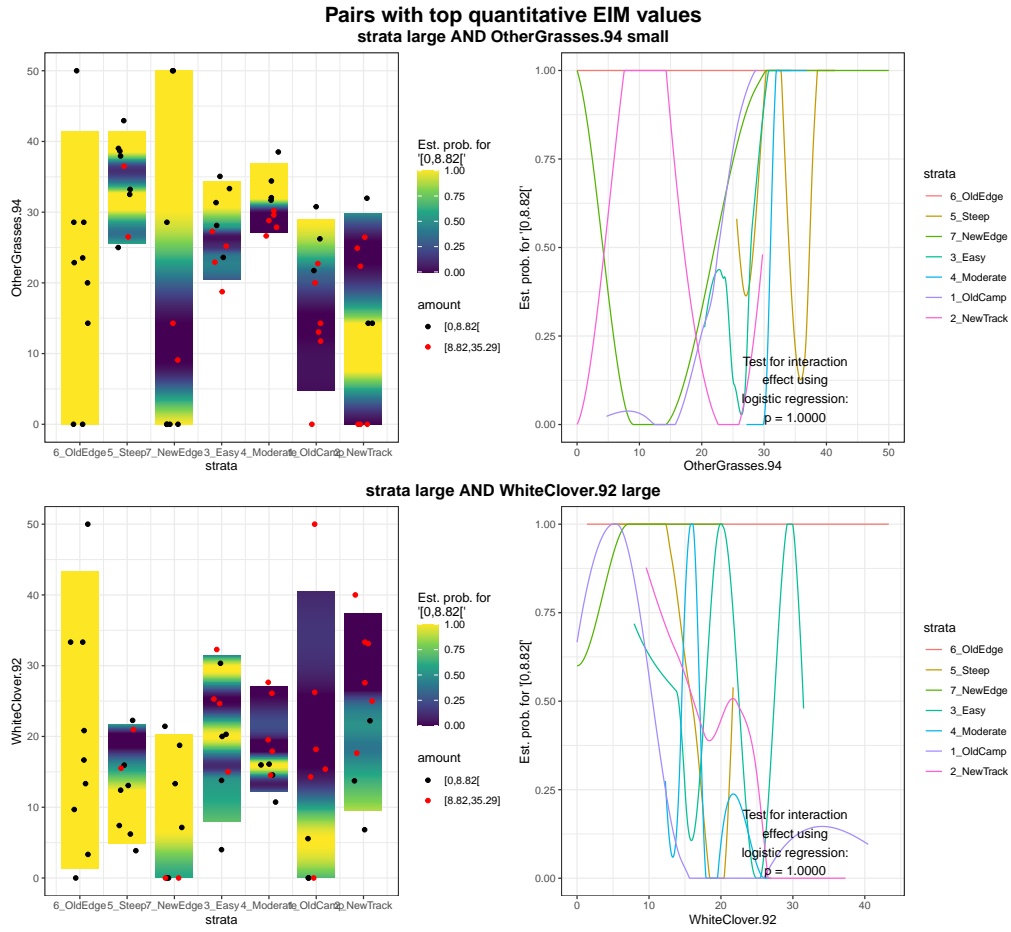 Pairs with top quantitative EIM values
strata large AND OtherGrasses.94 small
OtherGrasses.94
50
40
30
20
10
0
6_OldEdge 5_Steep 7_NewEdge 3_Easy 4_Moderate 1_OldCamp 2_NewTrack
strata
Est. prob. for
'[0,8.82['
1.00
0.75
0.50
0.25
0.00
amount
[0,8.82[
[8.82,35.29]
Est. prob. for '[0,8.82['
1.00
0.75
0.50
0.25
0.00
Test for interaction
effect using
logistic regression:
p = 1.0000
0 10 20 30 40 50
OtherGrasses.94
strata
6_OldEdge
5_Steep
7_NewEdge
3_Easy
4_Moderate
1_OldCamp
2_NewTrack
strata large AND WhiteClover.92 large
WhiteClover.92
50
40
30
20
10
0
6_OldEdge 5_Steep 7_NewEdge 3_Easy 4_Moderate 1_OldCamp 2_NewTrack
strata
Est. prob. for
'[0,8.82['
1.00
0.75
0.50
0.25
0.00
amount
[0,8.82[
[8.82,35.29]
Est. prob. for '[0,8.82['
1.00
0.75
0.50
0.25
0.00
Test for interaction
effect using
logistic regression:
p = 1.0000
0 10 20 30 40
WhiteClover.92
strata
6_OldEdge
5_Steep
7_NewEdge
3_Easy
4_Moderate
1_OldCamp
2_NewTrack